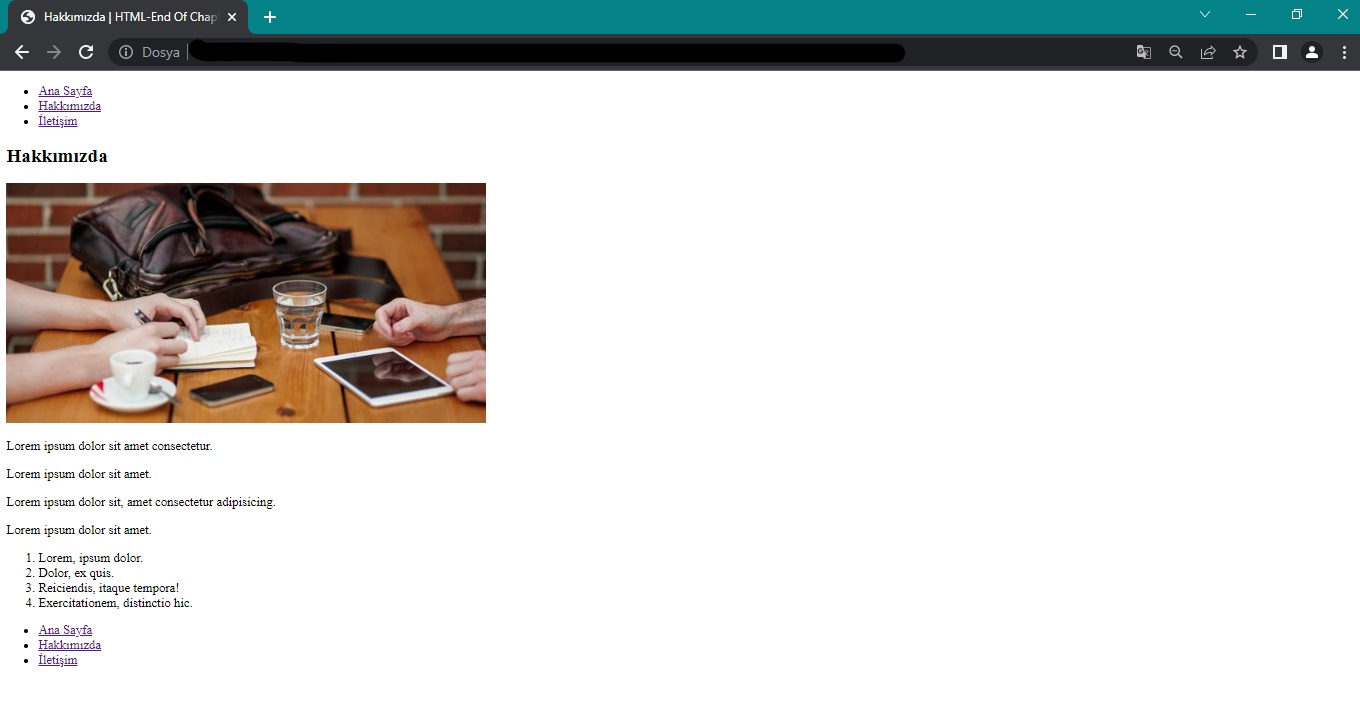 Hakkımızda | HTML-End Of Chap
Dosya
Ana Sayfa
Hakkımızda
İletişim
Hakkımızda
Lorem ipsum dolor sit amet consectetur.
Lorem ipsum dolor sit amet.
Lorem ipsum dolor sit, amet consectetur adipisicing.
Lorem ipsum dolor sit amet.
1. Lorem, ipsum dolor.
2. Dolor, ex quis.
3. Reiciendis, itaque tempora!
4. Exercitationem, distinctio hic.
Ana Sayfa
Hakkımızda
İletişim